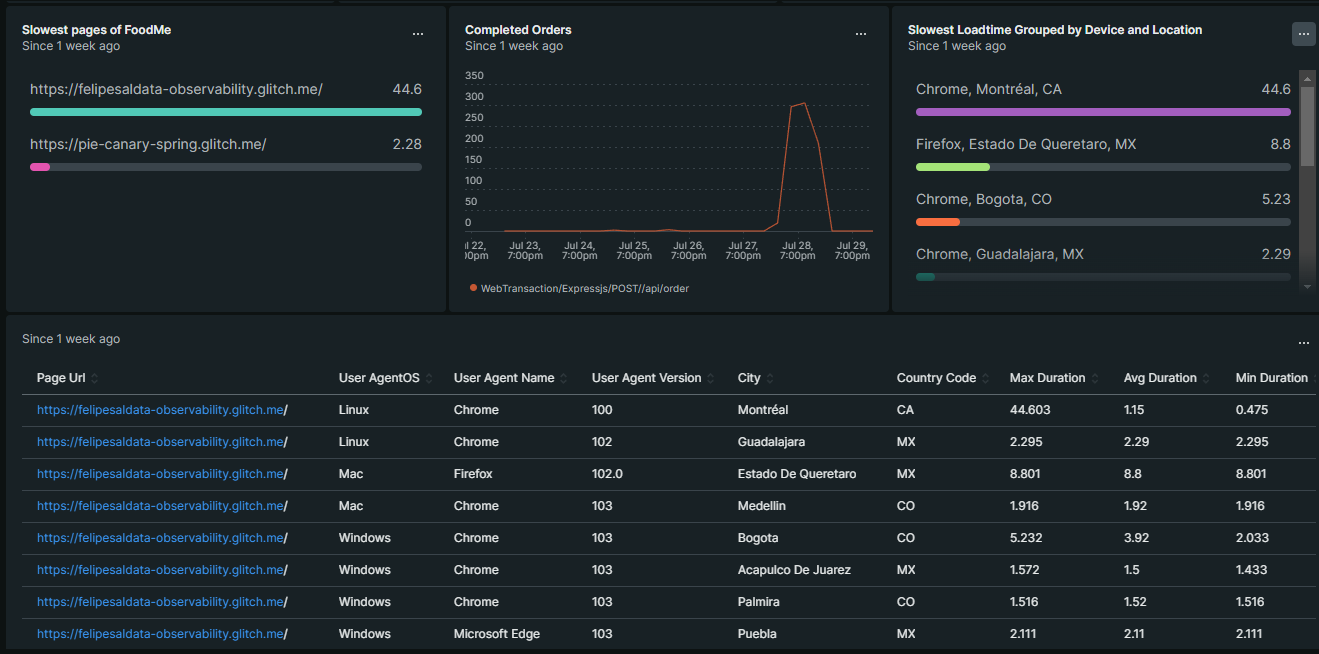 Slowest pages of FoodMe
Since 1 week ago
...
https://felipesaldata-observability.glitch.me/ 44.6
https://pie-canary-spring.glitch.me/ 2.28
Completed Orders
Since 1 week ago
...
350
300
250
200
150
100
50
0
Jul 23, Jul 24, Jul 25, Jul 26, Jul 27, Jul 28, Jul 29,
7:00pm 7:00pm 7:00pm 7:00pm 7:00pm 7:00pm 7:00pm
WebTransaction/Expressjs/POST//api/order
Slowest Loadtime Grouped by Device and Location
Since 1 week ago
...
Chrome, Montréal, CA 44.6
Firefox, Estado De Queretaro, MX 8.8
Chrome, Bogota, CO 5.23
Chrome, Guadalajara, MX 2.29
Since 1 week ago
...
Page Url User AgentOS User Agent Name User Agent Version City Country Code Max Duration Avg Duration Min Duration
https://felipesaldata-observability.glitch.me/ Linux Chrome 100 Montréal CA 44.603 1.15 0.475
https://felipesaldata-observability.glitch.me/ Linux Chrome 102 Guadalajara MX 2.295 2.29 2.295
https://felipesaldata-observability.glitch.me/ Mac Firefox 102.0 Estado De Queretaro MX 8.801 8.8 8.801
https://felipesaldata-observability.glitch.me/ Mac Chrome 103 Medellin CO 1.916 1.92 1.916
https://felipesaldata-observability.glitch.me/ Windows Chrome 103 Bogota CO 5.232 3.92 2.033
https://felipesaldata-observability.glitch.me/ Windows Chrome 103 Acapulco De Juarez MX 1.572 1.5 1.433
https://felipesaldata-observability.glitch.me/ Windows Chrome 103 Palmira CO 1.516 1.52 1.516
https://felipesaldata-observability.glitch.me/ Windows Microsoft Edge 103 Puebla MX 2.111 2.11 2.111